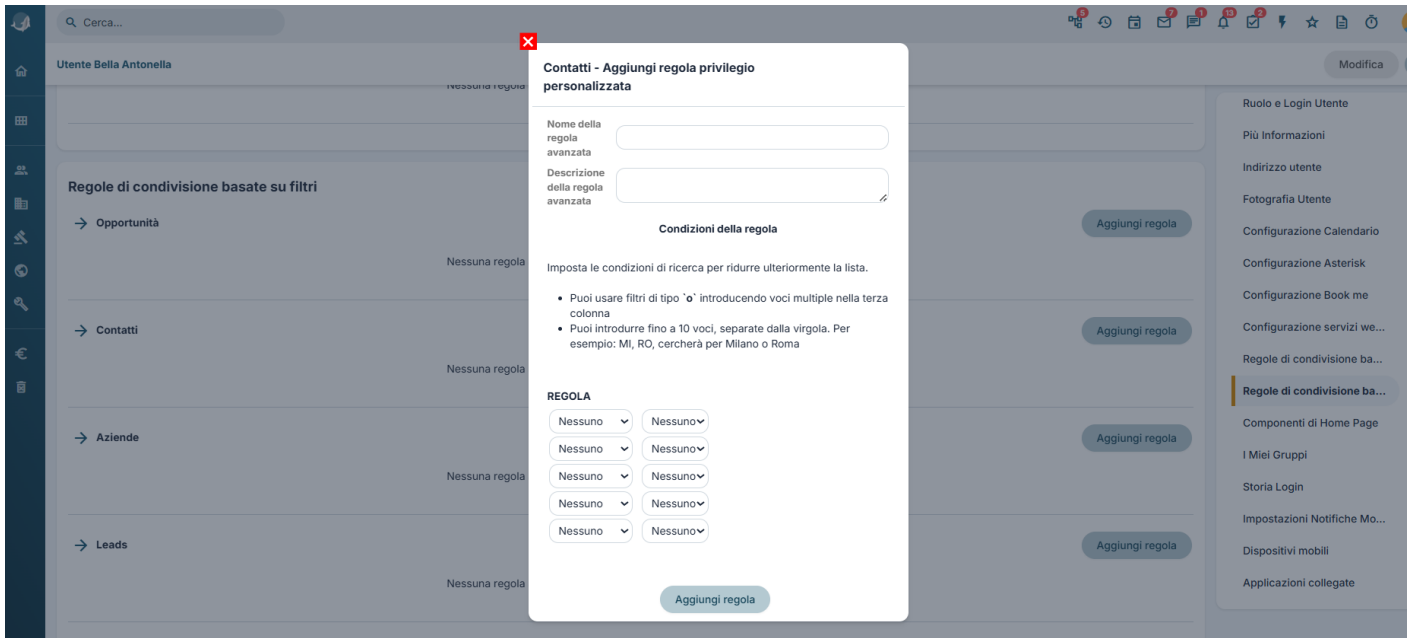 Cerca...
5
7
1
13
2
Utente Bella Antonella
Modifica
Nessuna regola
Regole di condivisione basate su filtri
Opportunità
Aggiungi regola
Nessuna regola
Contatti
Aggiungi regola
Nessuna regola
Aziende
Aggiungi regola
Nessuna regola
Leads
Aggiungi regola
Nessuna regola
Contatti - Aggiungi regola privilegio
personalizzata
Nome della
regola
avanzata
Descrizione
della regola
avanzata
Condizioni della regola
Imposta le condizioni di ricerca per ridurre ulteriormente la lista.
• Puoi usare filtri di tipo `o` introducendo voci multiple nella terza
colonna
• Puoi introdurre fino a 10 voci, separate dalla virgola. Per
esempio: MI, RO, cercherà per Milano o Roma
REGOLA
Nessuno Nessuno
Nessuno Nessuno
Nessuno Nessuno
Nessuno Nessuno
Nessuno Nessuno
Aggiungi regola
Ruolo e Login Utente
Più Informazioni
Indirizzo utente
Fotografia Utente
Configurazione Calendario
Configurazione Asterisk
Configurazione Book me
Configurazione servizi we...
Regole di condivisione ba...
Regole di condivisione ba...
Componenti di Home Page
I Miei Gruppi
Storia Login
Impostazioni Notifiche Mo...
Dispositivi mobili
Applicazioni collegate